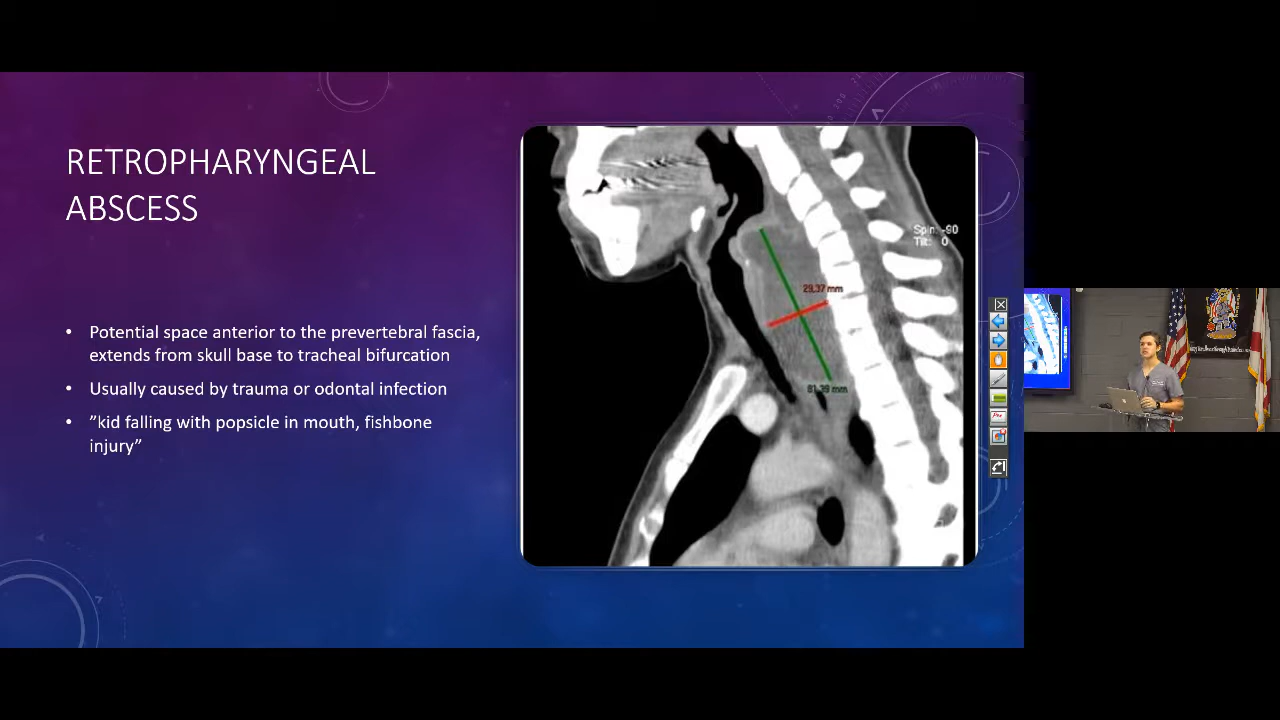 RETROPHARYNGEAL
ABSCESS
• Potential space anterior to the prevertebral fascia,
extends from skull base to tracheal bifurcation
• Usually caused by trauma or odontal infection
• ”kid falling with popsicle in mouth, fishbone
injury”
Spin: -90
Tilt: 0
29,37 mm
81,39 mm